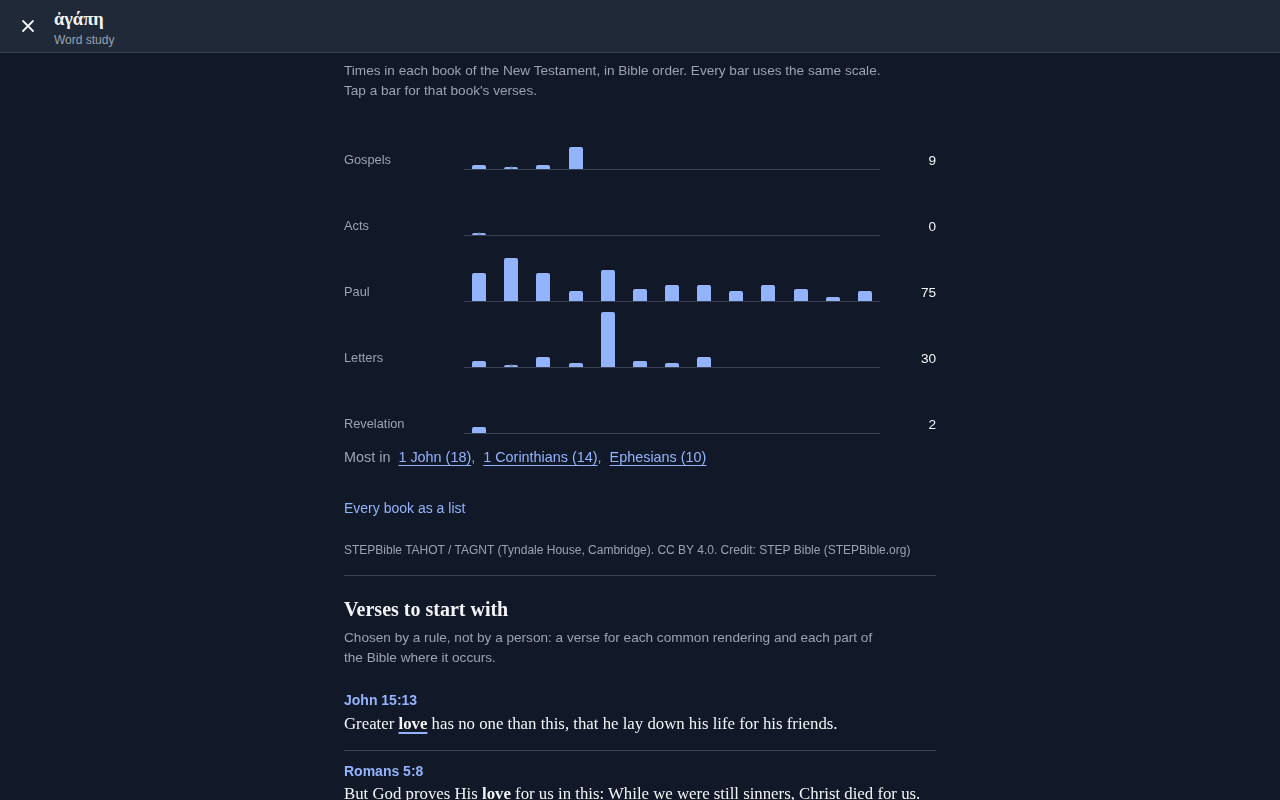 ἀγάπη
Word study
Times in each book of the New Testament, in Bible order. Every bar uses the same scale.
Tap a bar for that book's verses.
Gospels 9
Acts 0
Paul 75
Letters 30
Revelation 2
Most in 1 John (18), 1 Corinthians (14), Ephesians (10)
Every book as a list
STEPBible TAHOT / TAGNT (Tyndale House, Cambridge). CC BY 4.0. Credit: STEP Bible (STEPBible.org)
Verses to start with
Chosen by a rule, not by a person: a verse for each common rendering and each part of
the Bible where it occurs.
John 15:13
Greater love has no one than this, that he lay down his life for his friends.
Romans 5:8
But God proves His love for us in this: While we were still sinners, Christ died for us.